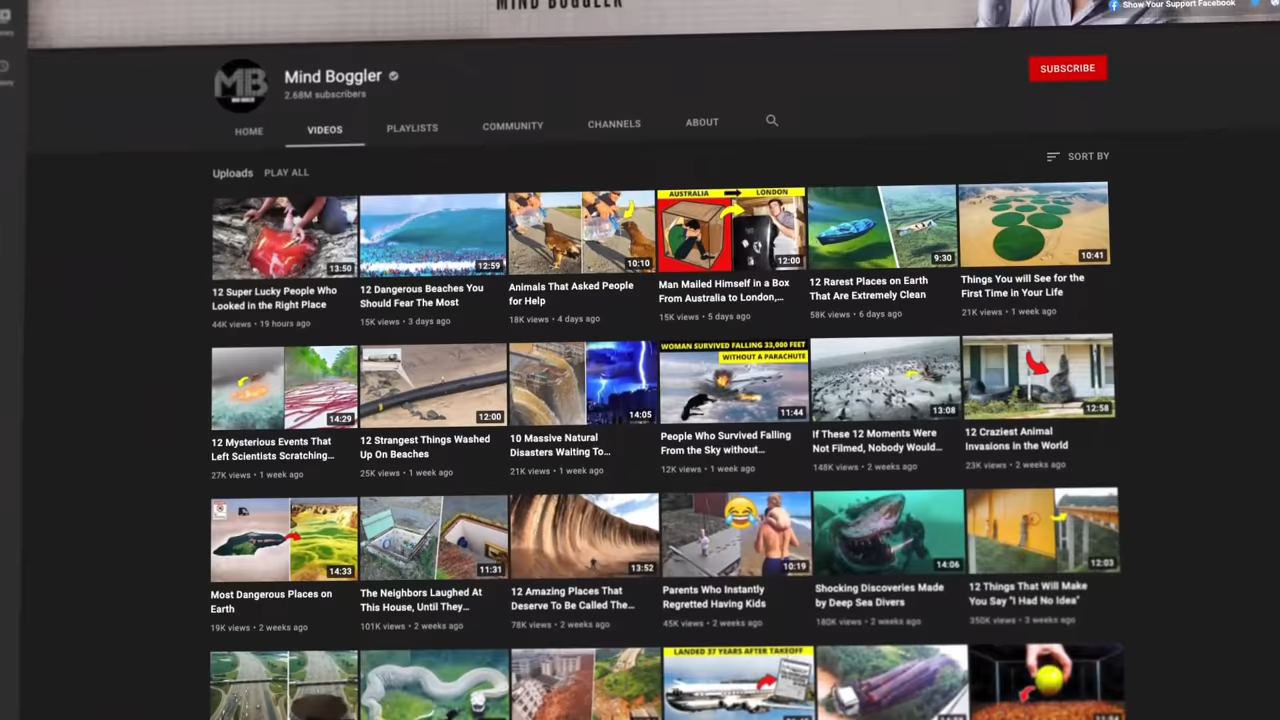 MIND BOGGLER
Show Your Support Facebook
MB
Mind Boggler
2.68M subscribers
SUBSCRIBE
HOME
VIDEOS
PLAYLISTS
COMMUNITY
CHANNELS
ABOUT
Uploads PLAY ALL
SORT BY
13:50
12:59
10:10
AUSTRALIA LONDON
12:00
9:30
10:41
12 Super Lucky People Who
Looked in the Right Place
44K views • 19 hours ago
12 Dangerous Beaches You
Should Fear The Most
15K views • 3 days ago
Animals That Asked People
for Help
18K views • 4 days ago
Man Mailed Himself in a Box
From Australia to London,...
15K views • 5 days ago
12 Rarest Places on Earth
That Are Extremely Clean
58K views • 6 days ago
Things You will See for the
First Time in Your Life
21K views • 1 week ago
14:29
12:00
14:05
WOMAN SURVIVED FALLING 33,000 FEET
WITHOUT A PARACHUTE
11:44
13:08
12:58
12 Mysterious Events That
Left Scientists Scratching...
27K views • 1 week ago
12 Strangest Things Washed
Up On Beaches
25K views • 1 week ago
10 Massive Natural
Disasters Waiting To...
21K views • 1 week ago
People Who Survived Falling
From the Sky without...
12K views • 1 week ago
If These 12 Moments Were
Not Filmed, Nobody Would...
148K views • 2 weeks ago
12 Craziest Animal
Invasions in the World
23K views • 2 weeks ago
14:33
11:31
13:52
10:19
14:06
12:03
Most Dangerous Places on
Earth
19K views • 2 weeks ago
The Neighbors Laughed At
This House, Until They...
101K views • 2 weeks ago
12 Amazing Places That
Deserve To Be Called The...
78K views • 2 weeks ago
Parents Who Instantly
Regretted Having Kids
45K views • 2 weeks ago
Shocking Discoveries Made
by Deep Sea Divers
180K views • 2 weeks ago
12 Things That Will Make
You Say "I Had No Idea"
350K views • 3 weeks ago
LANDED 37 YEARS AFTER TAKEOFF